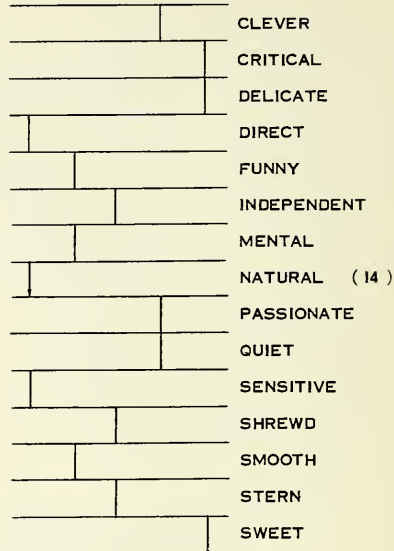 CLEVER
CRITICAL
DELICATE
DIRECT
FUNNY
INDEPENDENT
MENTAL
NATURAL (14)
PASSIONATE
QUIET
SENSITIVE
SHREWD
SMOOTH
STERN
SWEET